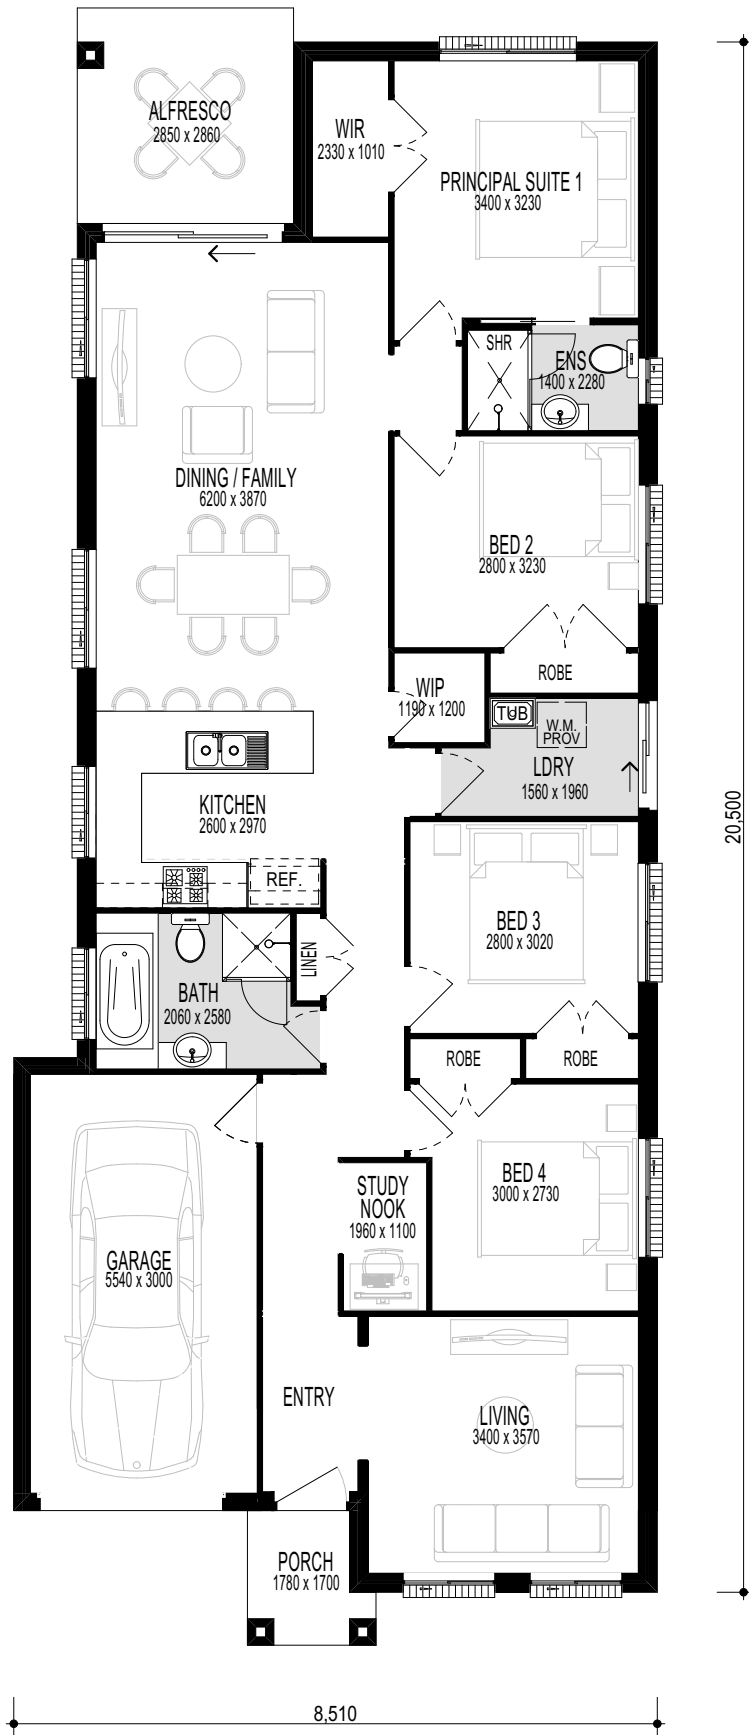 ALFRESCO
2850 x 2860
WIR
2330 x 1010
PRINCIPAL SUITE 1
3400 x 3230
SHR
ENS
1400 x 2280
DINING / FAMILY
6200 x 3870
BED 2
2800 x 3230
ROBE
WIP
1190 x 1200
TUB
W.M.
PROV
LDRY
1560 x 1960
KITCHEN
2600 x 2970
REF.
20,500
BED 3
2800 x 3020
LINEN
BATH
2060 x 2580
ROBE
ROBE
STUDY
NOOK
1960 x 1100
BED 4
3000 x 2730
GARAGE
5540 x 3000
ENTRY
LIVING
3400 x 3570
PORCH
1780 x 1700
8,510